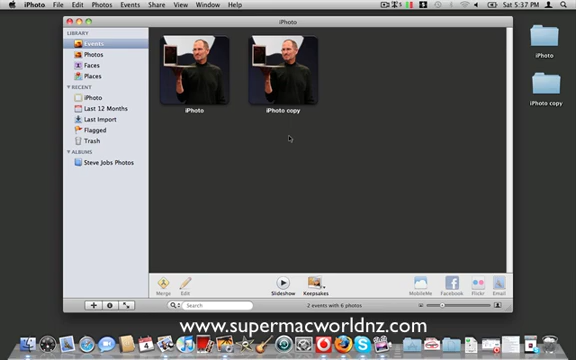 iPhoto File Edit Photos Events Share View Window Help
Sat 5:37 PM
iPhoto
LIBRARY
Events
Photos
Faces
Places
RECENT
iPhoto
Last 12 Months
Last Import
Flagged
Trash
ALBUMS
Steve Jobs Photos
iPhoto
iPhoto copy
iPhoto
iPhoto copy
Merge
Edit
Slideshow
Keepsakes
MobileMe
Facebook
Flickr
Email
Search
2 events with 6 photos
www.supermacworldnz.com
4